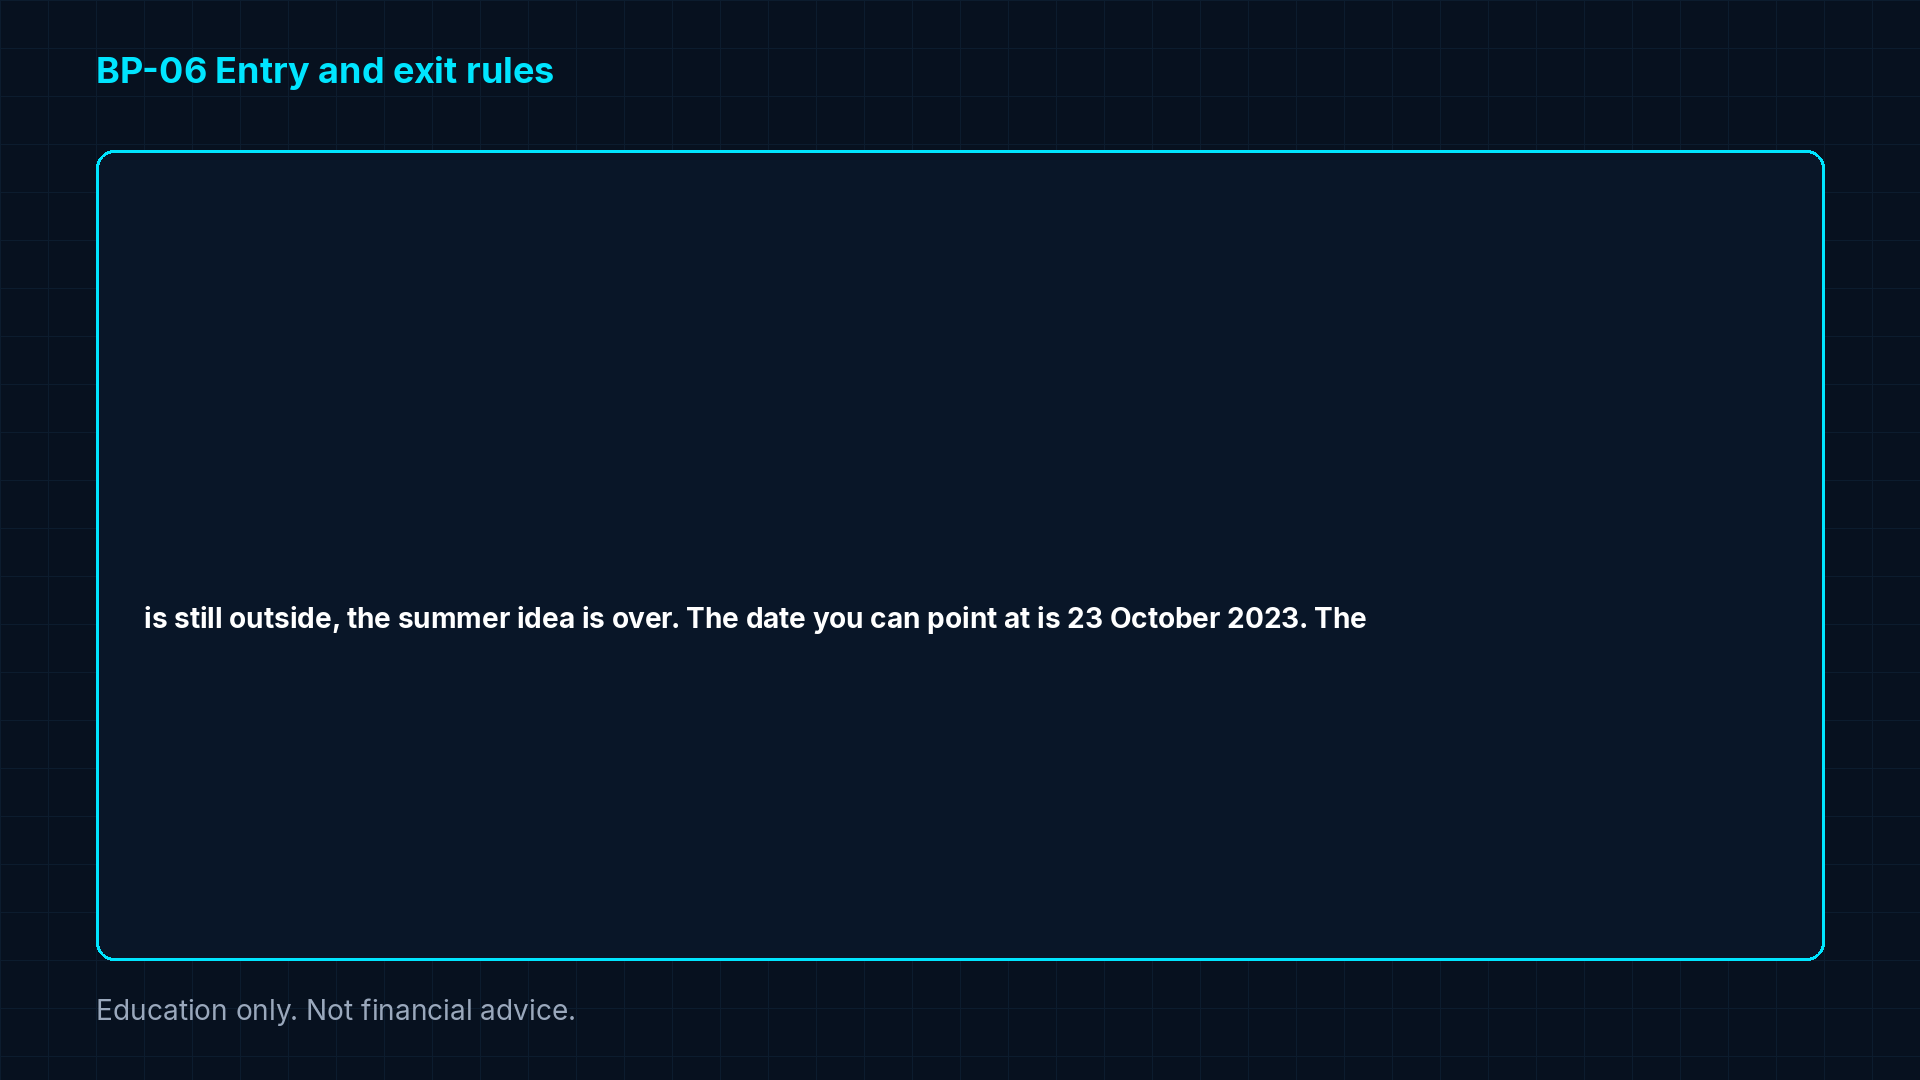 BP-06 Entry and exit rules
is still outside, the summer idea is over. The date you can point at is 23 October 2023. The
Education only. Not financial advice.